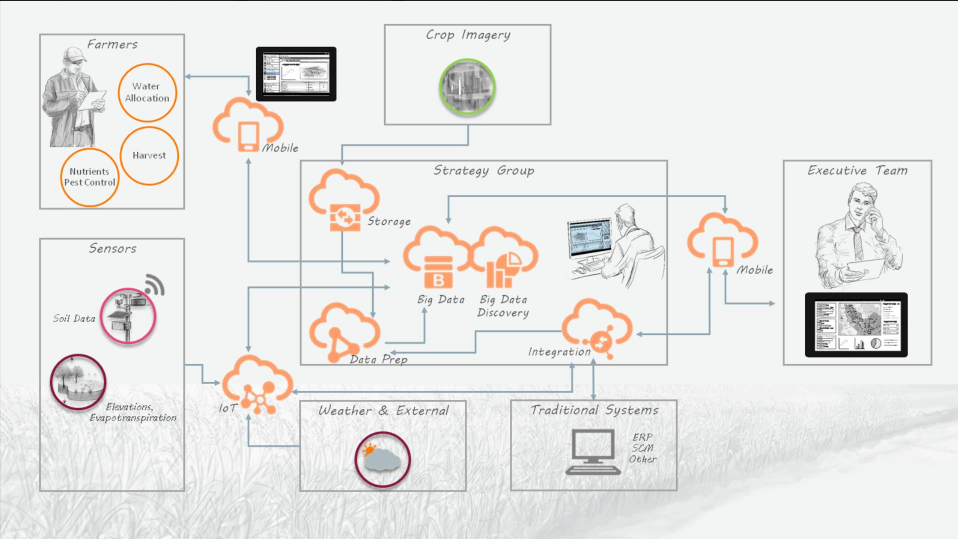 Farmers
Water
Allocation
Harvest
Nutrients
Pest Control
Mobile
Crop Imagery
Strategy Group
Storage
Big Data
B
Big Data
Discovery
Data Prep
Integration
Mobile
Executive Team
Sensors
Soil Data
Elevations,
Evapotranspiration
IoT
Weather & External
Traditional Systems
ERP
SCM
Other